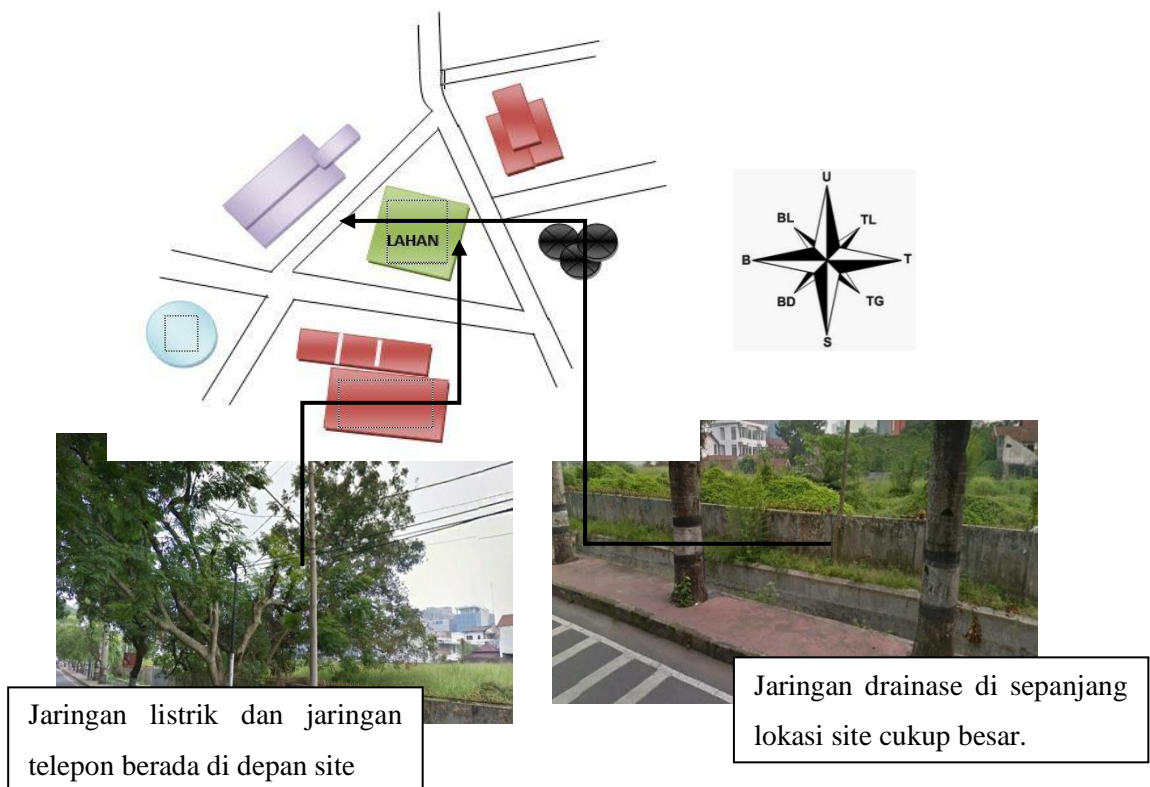 U
BL
TL
LAHAN
B
T
BD
TG
S
Jaringan listrik dan jaringan
telepon berada di depan site
Jaringan drainase di sepanjang
lokasi site cukup besar.